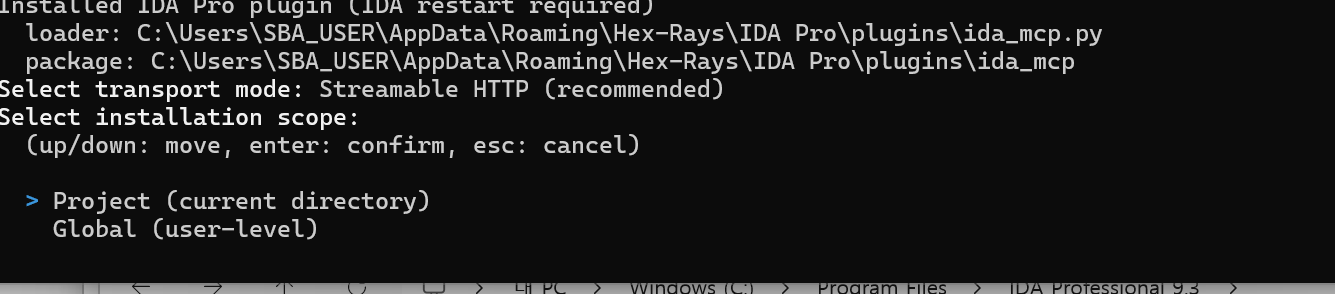 Installed IDA Pro plugin (IDA restart required)
loader: C:\Users\SBA_USER\AppData\Roaming\Hex-Rays\IDA Pro\plugins\ida_mcp.py
package: C:\Users\SBA_USER\AppData\Roaming\Hex-Rays\IDA Pro\plugins\ida_mcp
Select transport mode: Streamable HTTP (recommended)
Select installation scope:
(up/down: move, enter: confirm, esc: cancel)
> Project (current directory)
Global (user-level)
내 PC > Windows (C:) > Program Files > IDA Professional 9.3 >